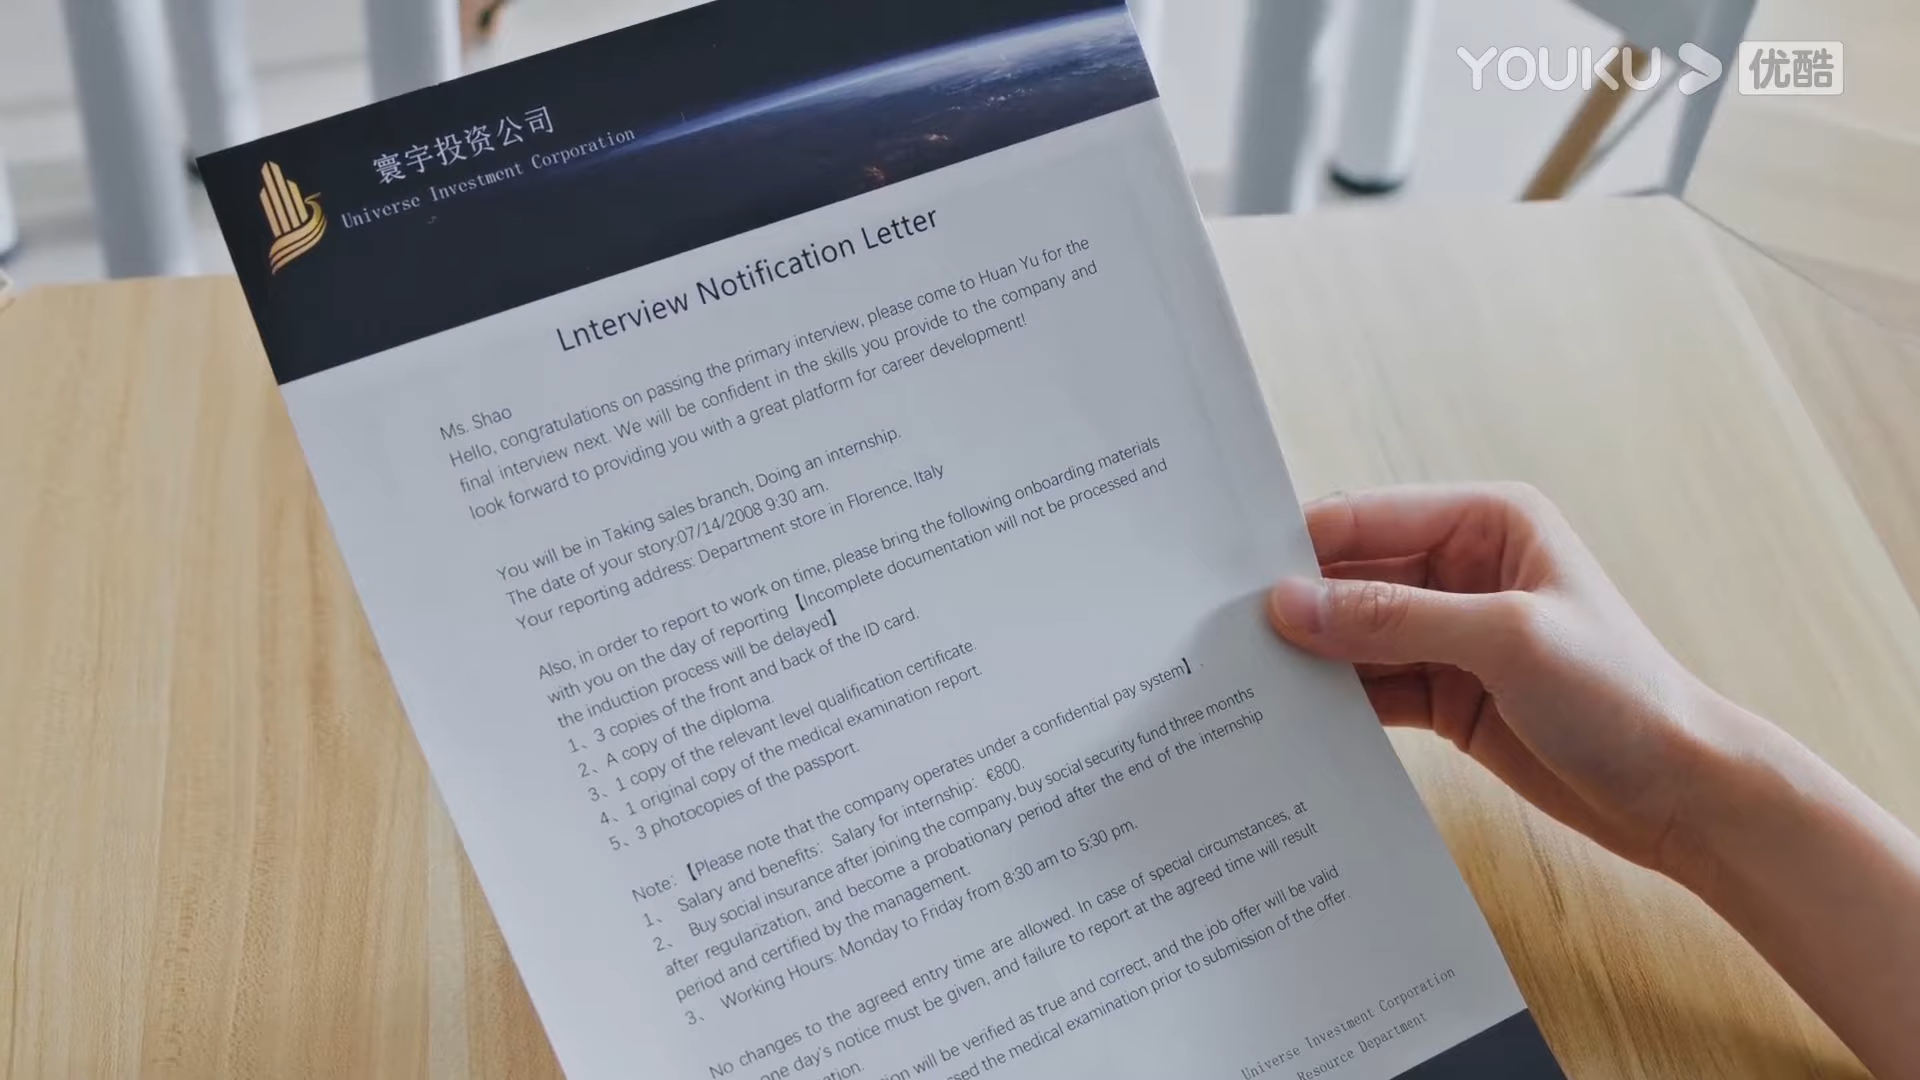 YOUKU 优酷
寰宇投资公司
Universe Investment Corporation
Lnterview Notification Letter
Ms. Shao
Hello, congratulations on passing the primary interview, please come to Huan Yu for the
final interview next. We will be confident in the skills you provide to the company and
look forward to providing you with a great platform for career development!
You will be in Taking sales branch, Doing an internship.
The date of your story:07/14/2008 9:30 am.
Your reporting address: Department store in Florence, Italy
Also, in order to report to work on time, please bring the following onboarding materials
with you on the day of reporting【Incomplete documentation will not be processed and
the induction process will be delayed】
1、3 copies of the front and back of the ID card.
2、A copy of the diploma.
3、1 copy of the relevant level qualification certificate.
4、1 original copy of the medical examination report.
5、3 photocopies of the passport.
Note:【Please note that the company operates under a confidential pay system】.
1、 Salary and benefits: Salary for internship: €800.
2、 Buy social insurance after joining the company, buy social security fund three months
after regularization, and become a probationary period after the end of the internship
period and certified by the management.
3、 Working Hours: Monday to Friday from 8:30 am to 5:30 pm.
No changes to the agreed entry time are allowed. In case of special circumstances, at
one day's notice must be given, and failure to report at the agreed time will result
will be verified as true and correct, and the job offer will be valid
the medical examination prior to submission of the offer.
Universe Investment Corporation
Resource Department